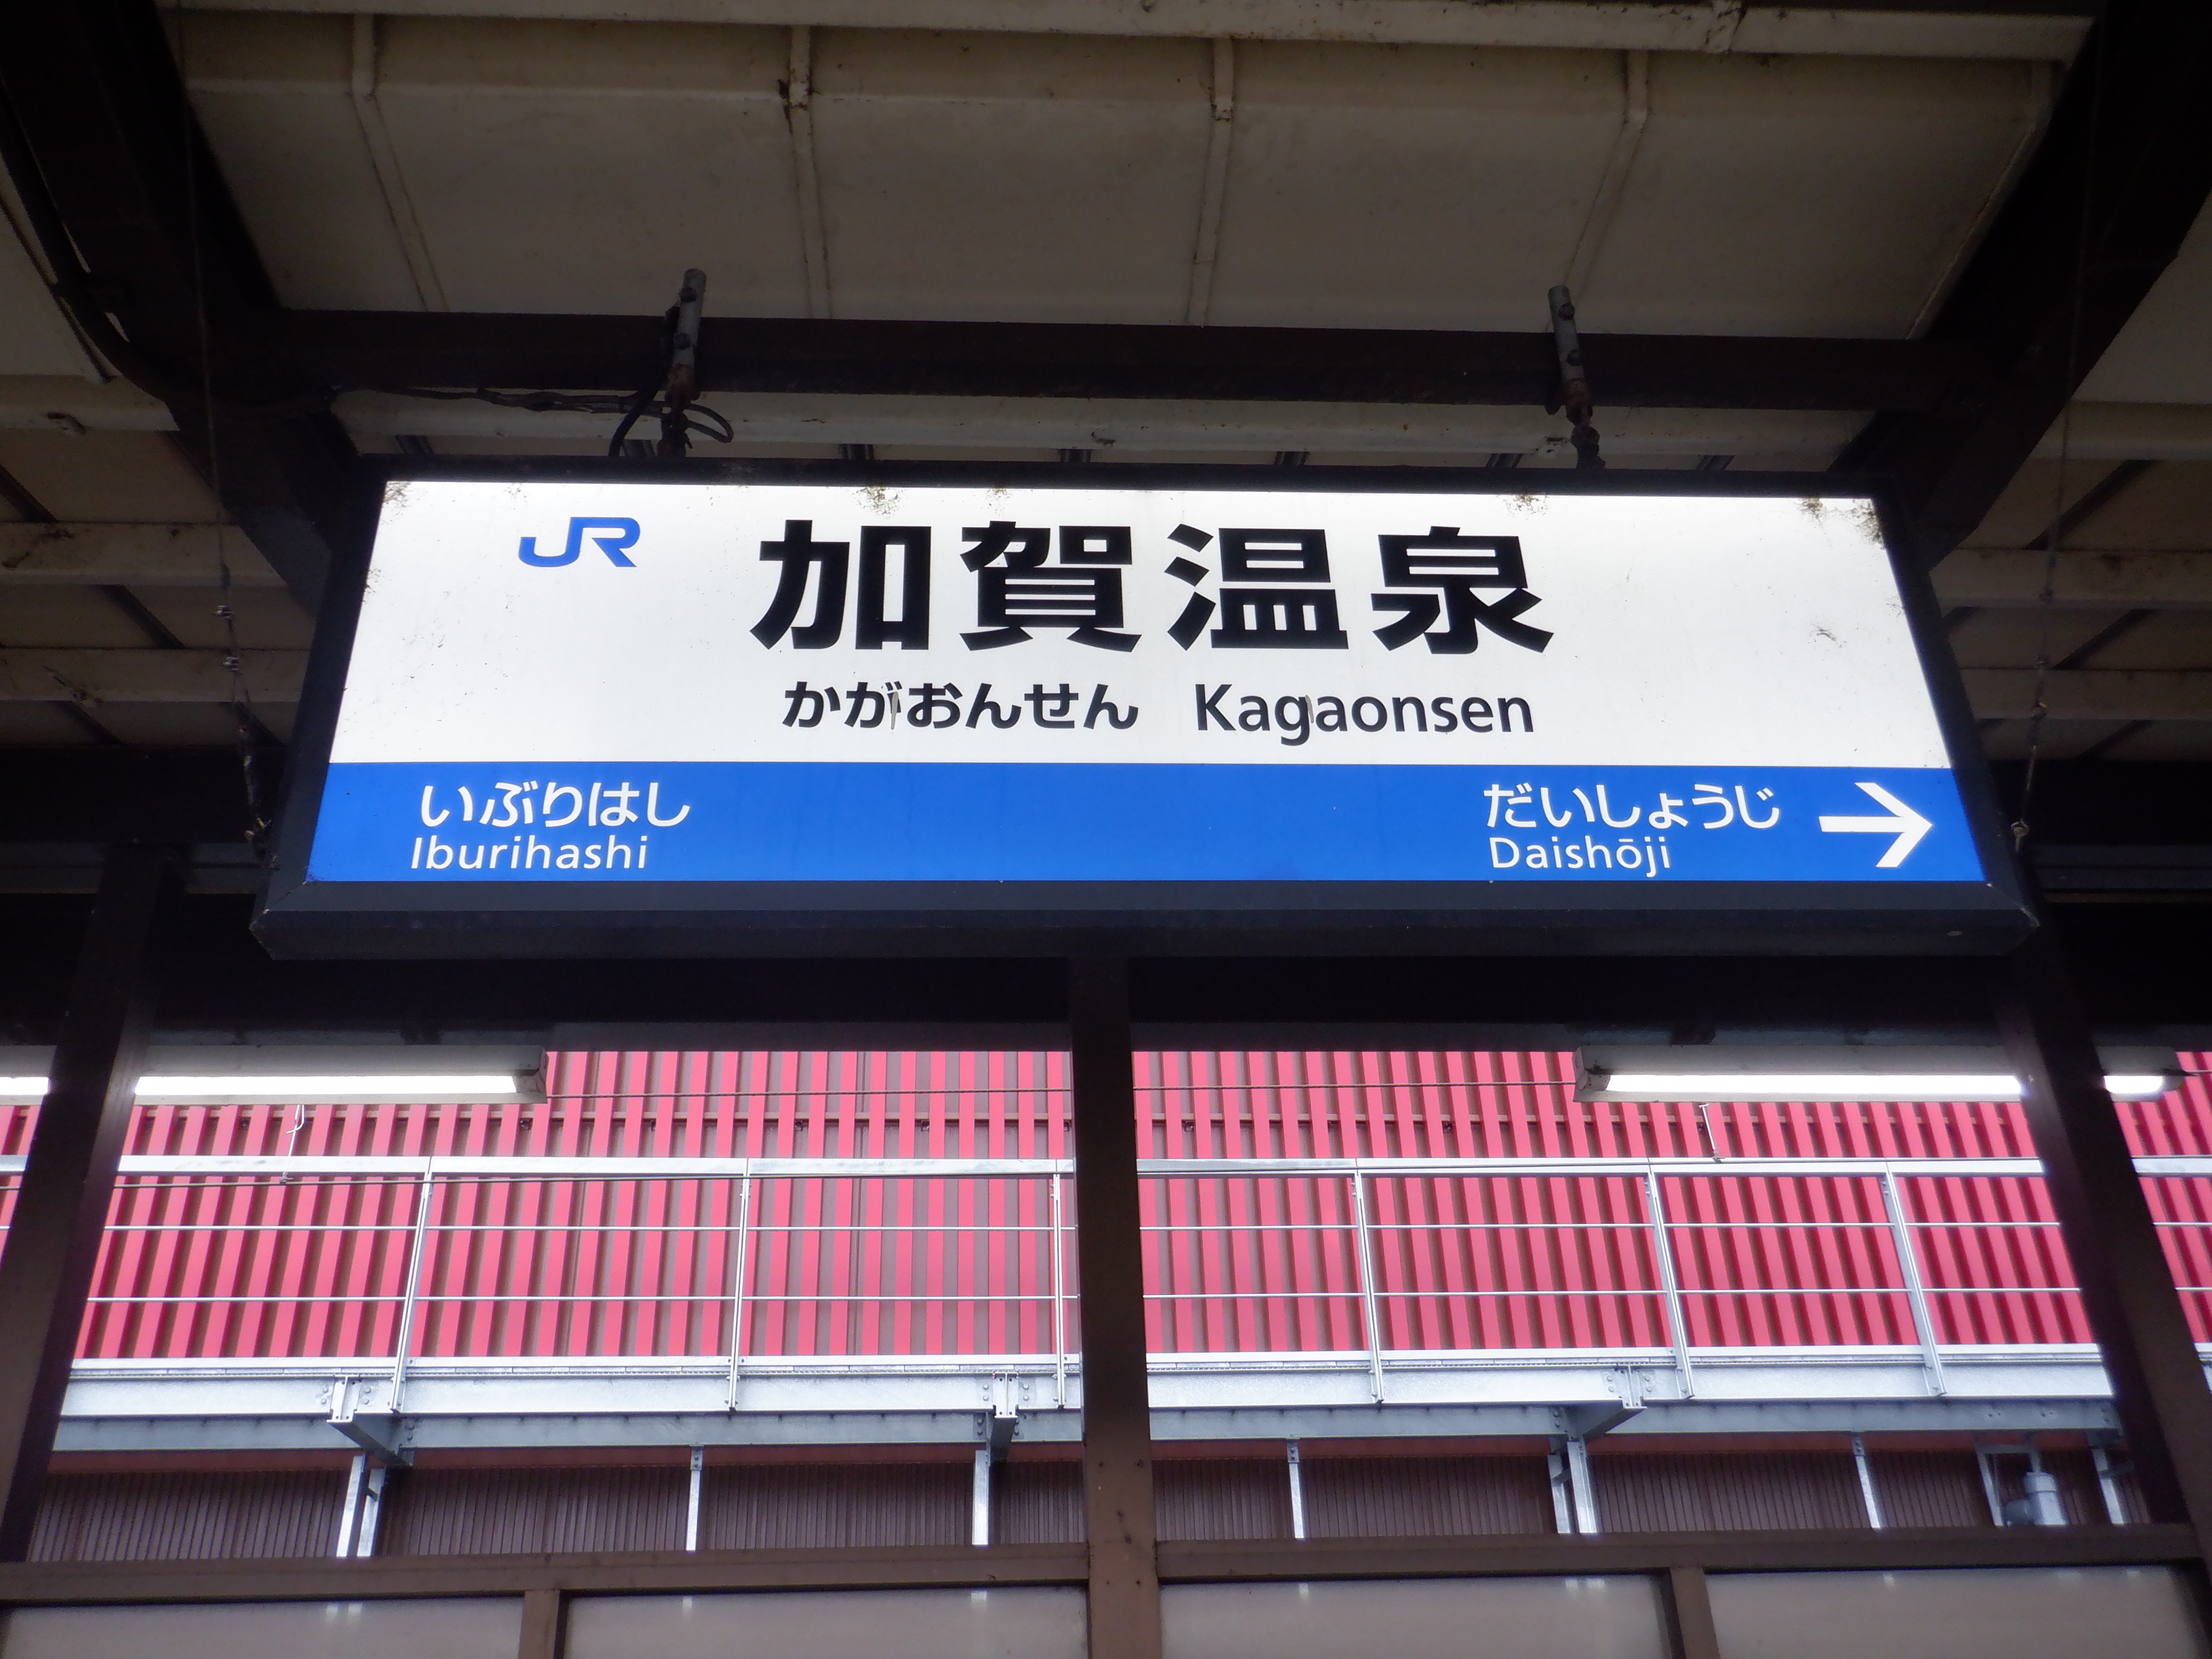 JR 加賀温泉
かがおんせん Kagaonsen
いぶりはし だいしょうじ →
Iburihashi Daishōji